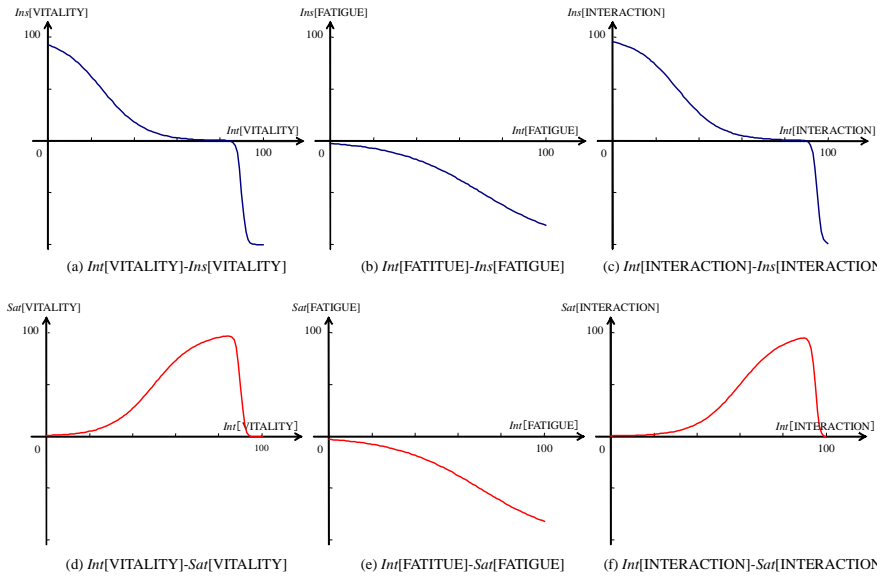 Ins[VITALITY]
100
Int[VITALITY]
0
100
(a) Int[VITALITY]-Ins[VITALITY]
Ins[FATIGUE]
100
Int[FATIGUE]
0
100
(b) Int[FATITUE]-Ins[FATIGUE]
Ins[INTERACTION]
100
Int[INTERACTION]
0
100
(c) Int[INTERACTION]-Ins[INTERACTION
Sat[VITALITY]
100
Int[VITALITY]
0
100
(d) Int[VITALITY]-Sat[VITALITY]
Sat[FATIGUE]
100
Int[FATIGUE]
0
100
(e) Int[FATITUE]-Sat[FATIGUE]
Sat[INTERACTION]
100
Int[INTERACTION]
0
100
(f) Int[INTERACTION]-Sat[INTERACTION